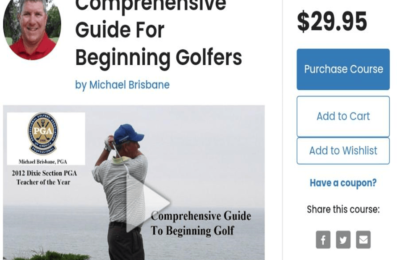 Comprehensive
Guide For
Beginning Golfers
by Michael Brisbane
PGA
Michael Brisbane, PGA
2012 Dixie Section PGA
Teacher of the Year
Comprehensive Guide
To Beginning Golf
$29.95
Purchase Course
Add to Cart
Add to Wishlist
Have a coupon?
Share this course: